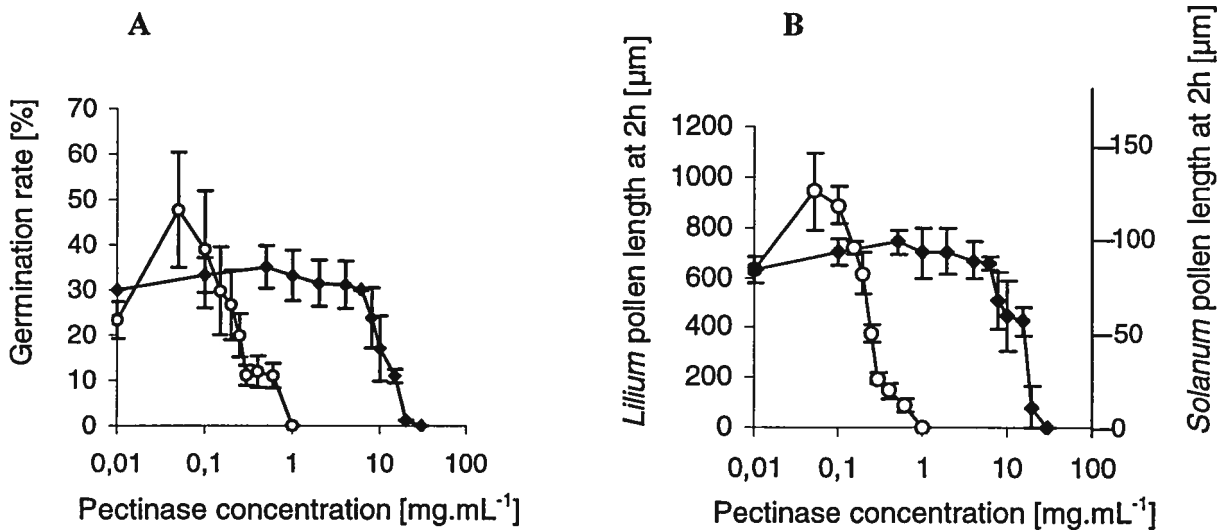 A
Germination rate [%]
70
60
50
40
30
20
10
0
0,01 0,1 1 10 100
Pectinase concentration [mg.mL⁻¹]
B
Lilium pollen length at 2h [µm]
1200
1000
800
600
400
200
0
0,01 0,1 1 10 100
Pectinase concentration [mg.mL⁻¹]
150
100
50
0
Solanum pollen length at 2h [µm]